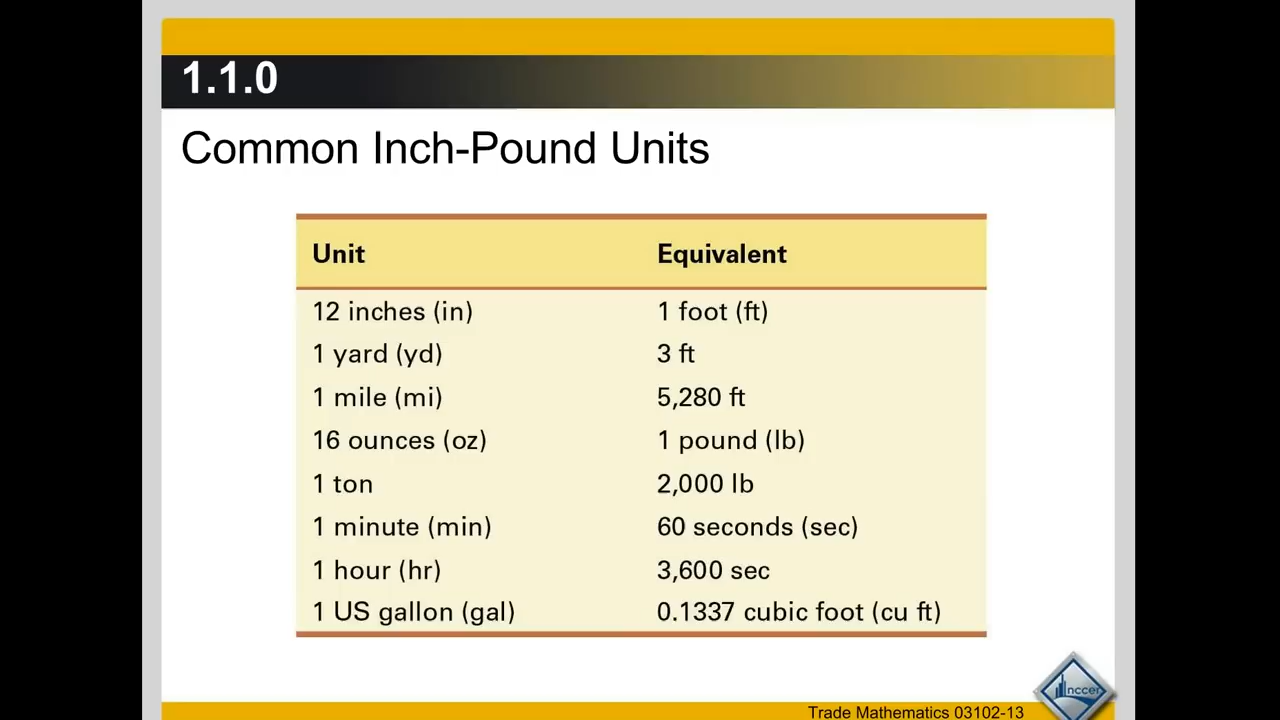 1.1.0
Common Inch-Pound Units
Unit Equivalent
12 inches (in) 1 foot (ft)
1 yard (yd) 3 ft
1 mile (mi) 5,280 ft
16 ounces (oz) 1 pound (lb)
1 ton 2,000 lb
1 minute (min) 60 seconds (sec)
1 hour (hr) 3,600 sec
1 US gallon (gal) 0.1337 cubic foot (cu ft)
nccer
Trade Mathematics 03102-13